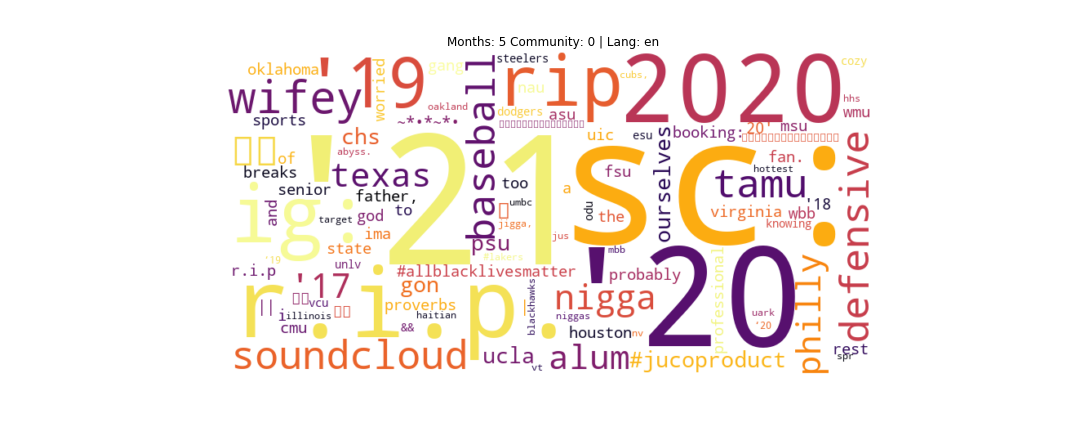 Months: 5 Community: 0 | Lang: en
steelers
cozy
oklahoma
'19
worried
gang
rip
2020
cubs.
wifey
baseball
nau
hhs
oakland
dodgers
asu
wmu
sports
~*•*~*•
chs
uic
esu
booking:
20'
msu
of
abyss.
'21
sc:
ourselves
defensive
fan.
breaks
texas
too
a
fsu
tamu
hottest
senior
father,
umbc
odu
'18
ig:
and
god
to
target
the
virginia
wbb
jigga.
knowing
ima
state
psu
jus
mbb
'19
unlv
#lakers
'20
r.i.p
#allblacklivesmatter
probably
professional
philly
r.i.p.
'17
gon
nigga
||
vcu
proverbs
blackhawks
i
illinois
haitian
niggas
uark
cmu
&&
houston
nv
'20
soundcloud
ucla
vt
alum
#jucoproduct
rest
spr